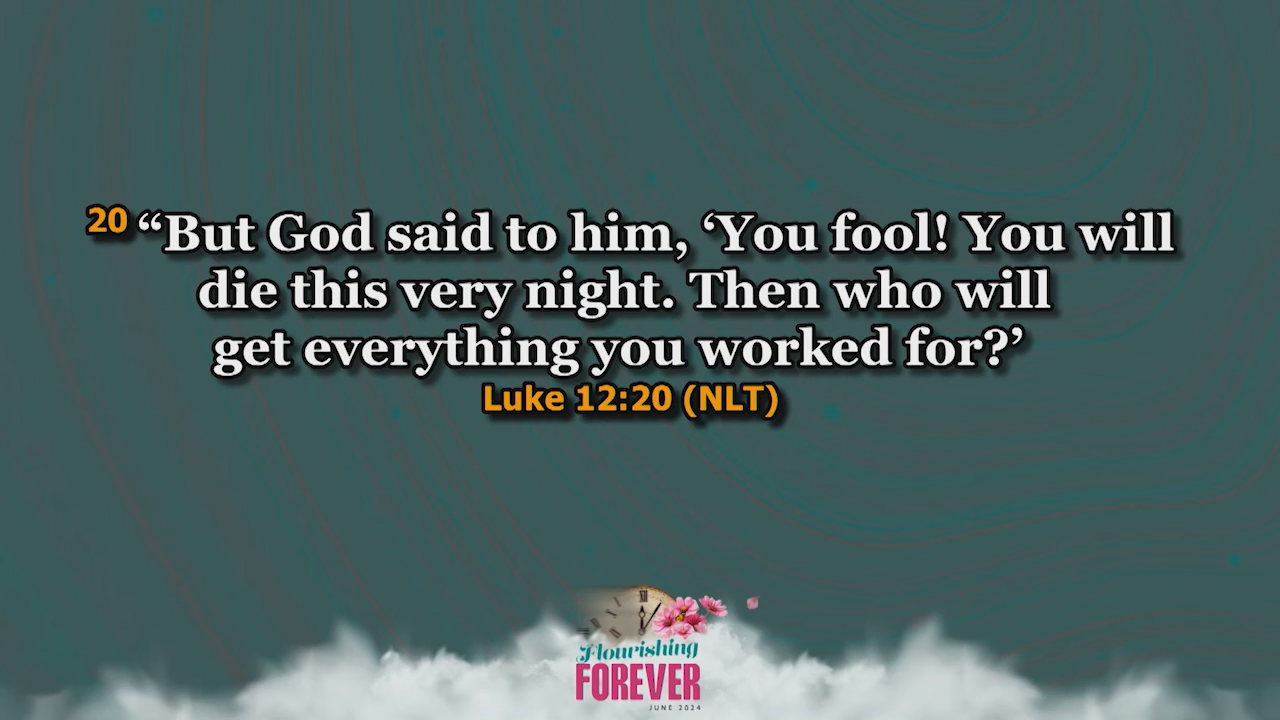 20 “But God said to him, ‘You fool! You will
die this very night. Then who will
get everything you worked for?’
Luke 12:20 (NLT)
XII
Flourishing
FOREVER
JUNE 2024